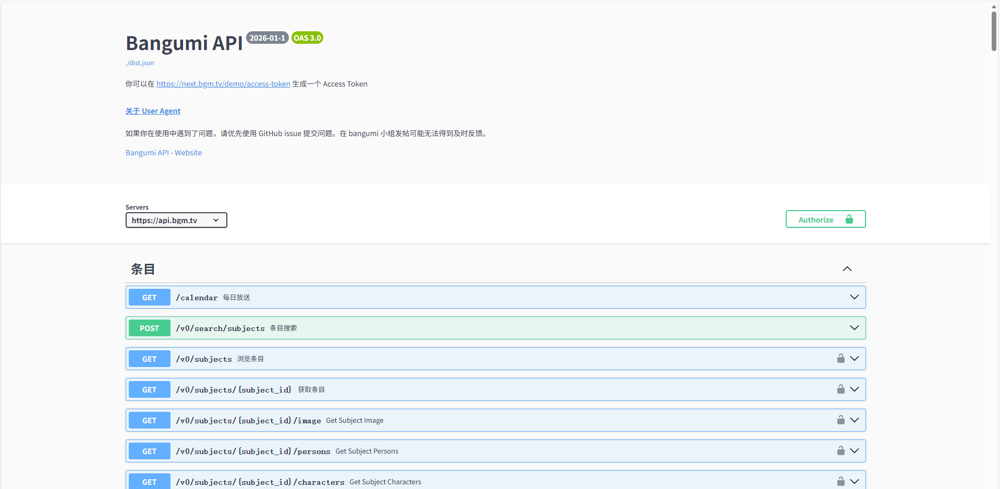 Bangumi API 2026-01-1 OAS 3.0
./dist.json
你可以在 https://next.bgm.tv/demo/access-token 生成一个 Access Token
关于 User Agent
如果你在使用中遇到了问题，请优先使用 GitHub issue 提交问题。在 bangumi 小组发帖可能无法得到及时反馈。
Bangumi API - Website
Servers
https://api.bgm.tv
Authorize
条目
GET /calendar 每日放送
POST /v0/search/subjects 条目搜索
GET /v0/subjects 浏览条目
GET /v0/subjects/{subject_id} 获取条目
GET /v0/subjects/{subject_id}/image Get Subject Image
GET /v0/subjects/{subject_id}/persons Get Subject Persons
GET /v0/subjects/{subject_id}/characters Get Subject Characters